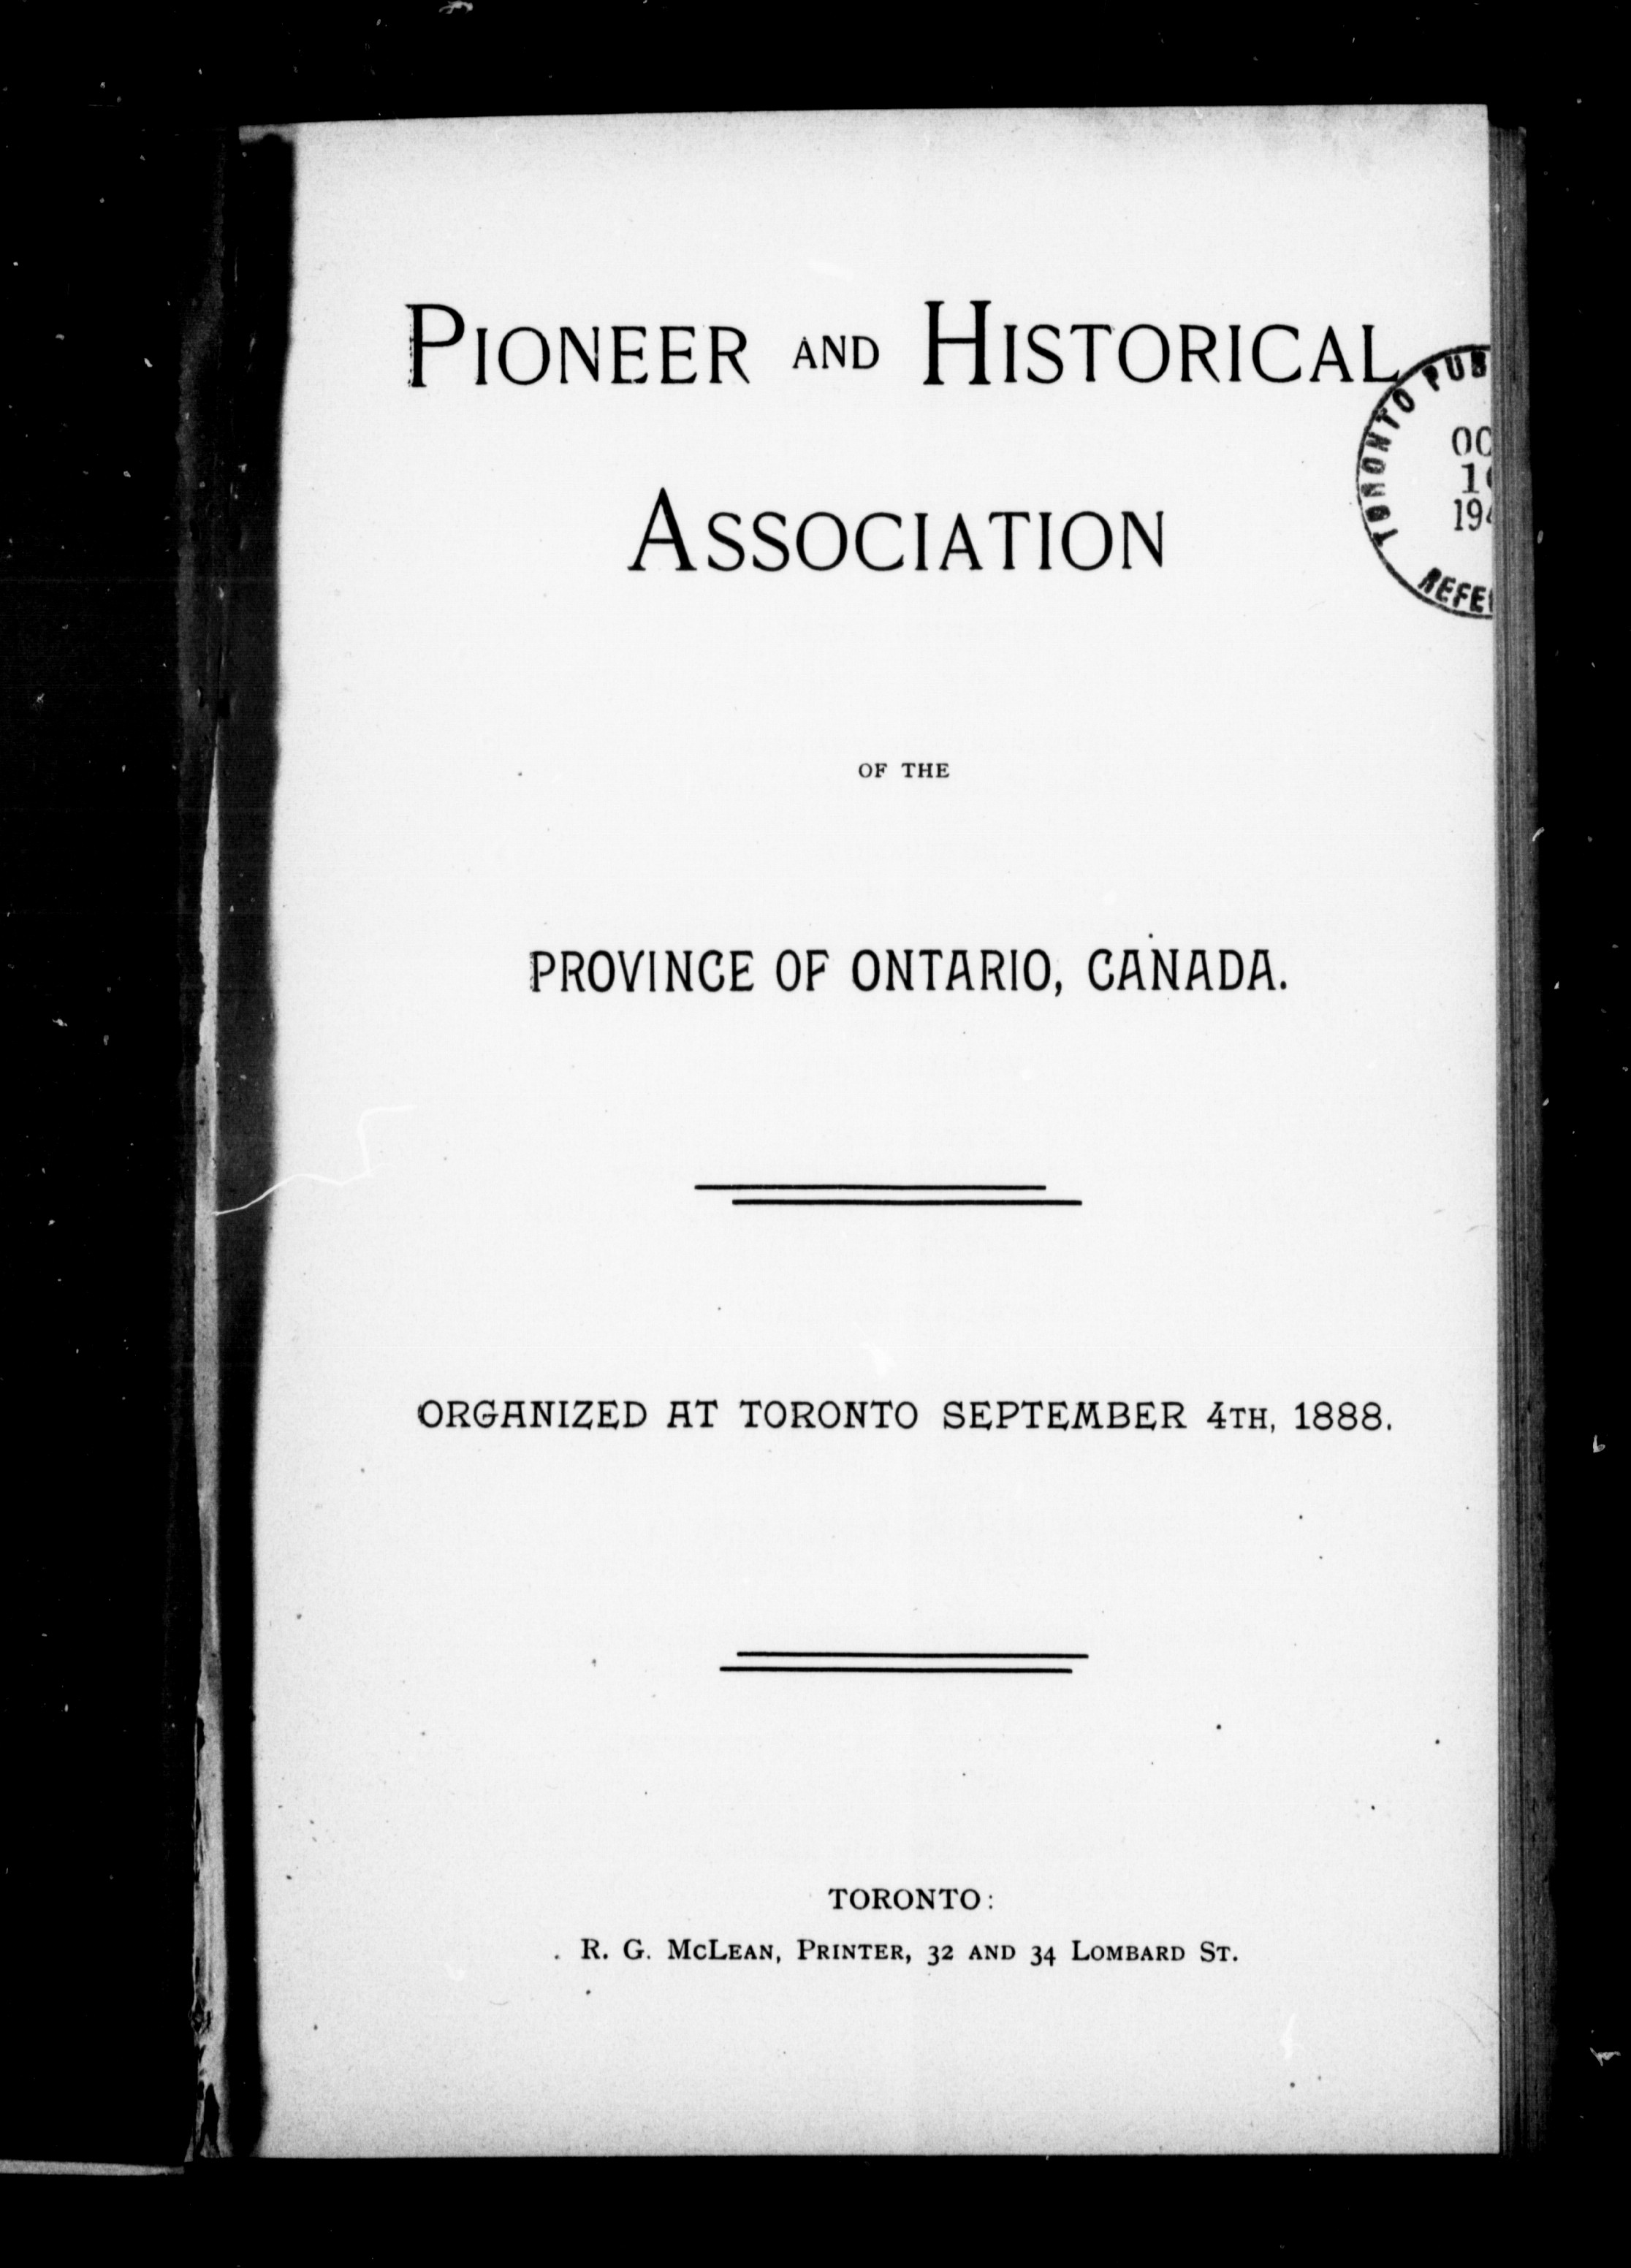 PIONEER AND HISTORICAL
ASSOCIATION
OF THE
PROVINCE OF ONTARIO, CANADA.
ORGANIZED AT TORONTO SEPTEMBER 4TH, 1888.
TORONTO:
R. G. MCLEAN, PRINTER, 32 AND 34 LOMBARD ST.
TORONTO